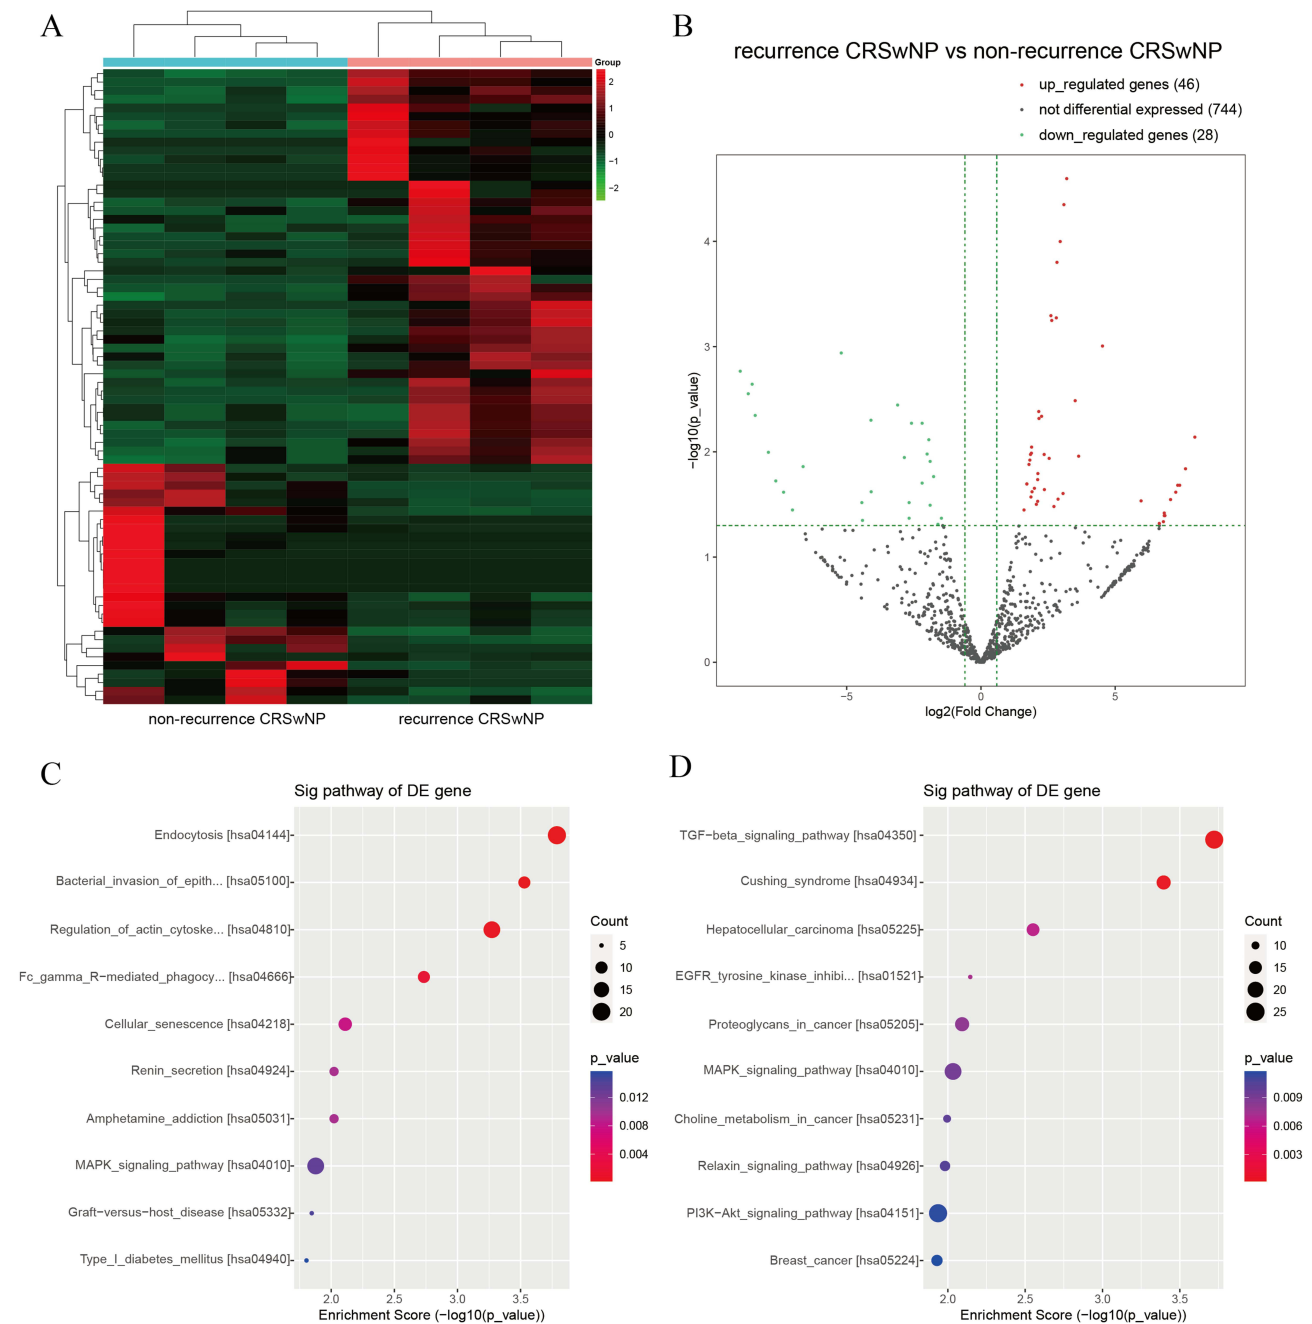 A
Group
2
1
0
−1
−2
non-recurrence CRSwNP
recurrence CRSwNP
B
recurrence CRSwNP vs non-recurrence CRSwNP
up_regulated genes (46)
not differential expressed (744)
down_regulated genes (28)
−log10(p_value)
4
3
2
1
0
−5
0
5
log2(Fold Change)
C
Sig pathway of DE gene
Endocytosis [hsa04144]
Bacterial_invasion_of_epith... [hsa05100]
Regulation_of_actin_cytoske... [hsa04810]
Fc_gamma_R−mediated_phagocy... [hsa04666]
Cellular_senescence [hsa04218]
Renin_secretion [hsa04924]
Amphetamine_addiction [hsa05031]
MAPK_signaling_pathway [hsa04010]
Graft−versus−host_disease [hsa05332]
Type_I_diabetes_mellitus [hsa04940]
2.0
2.5
3.0
3.5
Enrichment Score (−log10(p_value))
Count
5
10
15
20
p_value
0.012
0.008
0.004
D
Sig pathway of DE gene
TGF−beta_signaling_pathway [hsa04350]
Cushing_syndrome [hsa04934]
Hepatocellular_carcinoma [hsa05225]
EGFR_tyrosine_kinase_inhibi... [hsa01521]
Proteoglycans_in_cancer [hsa05205]
MAPK_signaling_pathway [hsa04010]
Choline_metabolism_in_cancer [hsa05231]
Relaxin_signaling_pathway [hsa04926]
PI3K−Akt_signaling_pathway [hsa04151]
Breast_cancer [hsa05224]
2.0
2.5
3.0
3.5
Enrichment Score (−log10(p_value))
Count
10
15
20
25
p_value
0.009
0.006
0.003